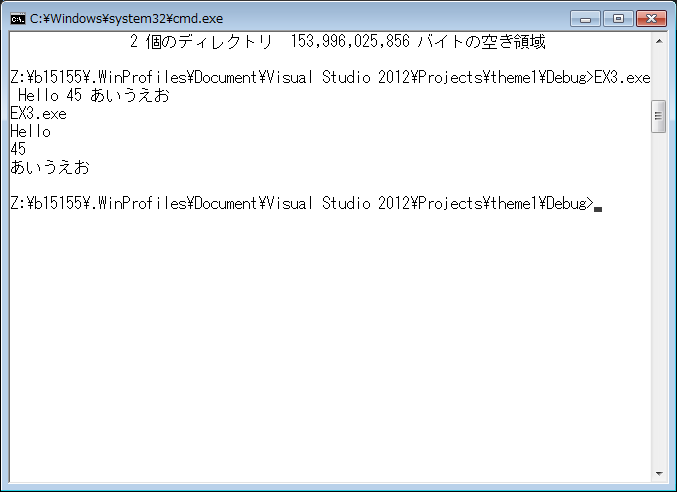 C:¥Windows¥system32¥cmd.exe
2 個のディレクトリ  153,996,025,856 バイトの空き領域
Z:¥b15155¥.WinProfiles¥Document¥Visual Studio 2012¥Projects¥theme1¥Debug>EX3.exe
 Hello 45 あいうえお
EX3.exe
Hello
45
あいうえお
Z:¥b15155¥.WinProfiles¥Document¥Visual Studio 2012¥Projects¥theme1¥Debug>